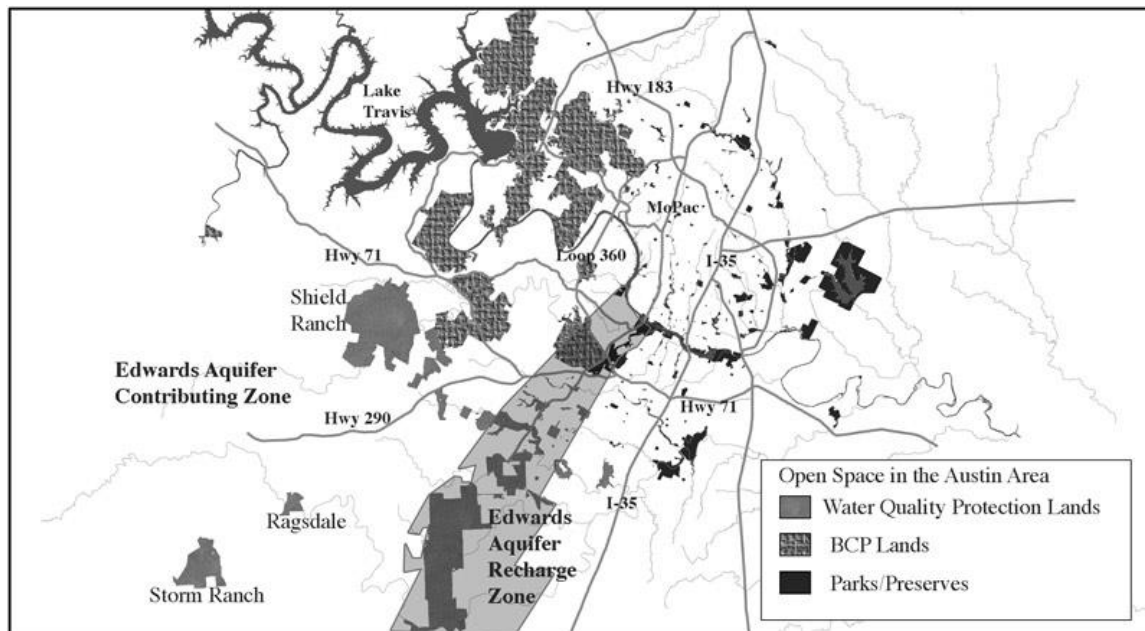 Lake
Travis
Hwy 183
MoPac
Hwy 71
Loop 360
I-35
Shield
Ranch
Edwards Aquifer
Contributing Zone
Hwy 290
Hwy 71
Ragsdale
I-35
Edwards
Aquifer
Recharge
Zone
Storm Ranch
Open Space in the Austin Area
Water Quality Protection Lands
BCP Lands
Parks/Preserves